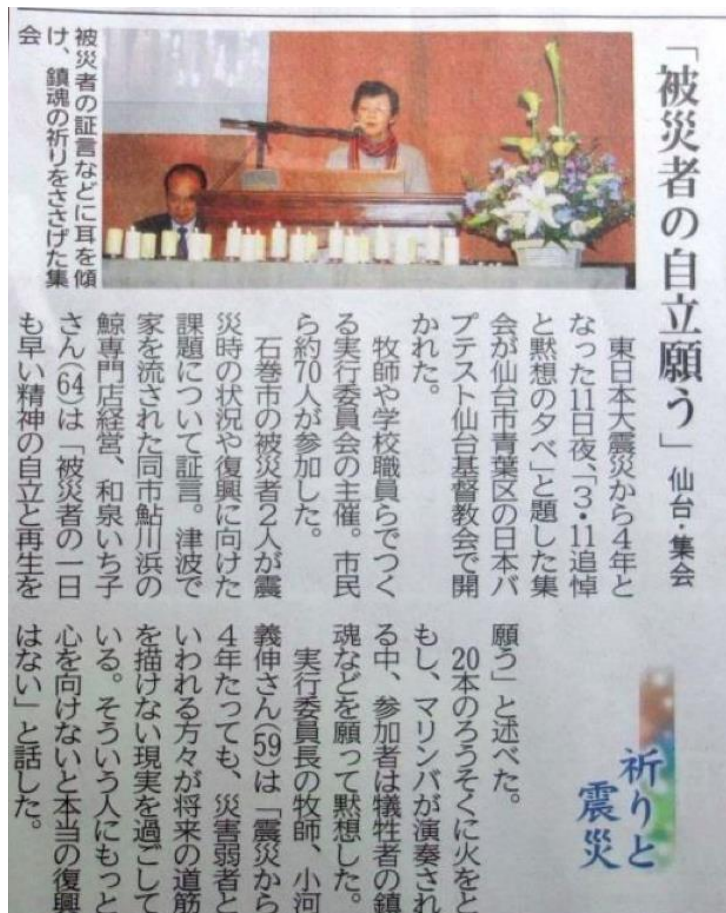 「被災者の自立願う」仙台・集会
被災者の証言などに耳を傾
け、鎮魂の祈りをささげた集
会
東日本大震災から4年と
なった11日夜、「3・11追悼
と黙想の夕べ」と題した集
会が仙台市青葉区の日本バ
プテスト仙台基督教会で開
かれた。
牧師や学校職員らでつく
る実行委員会の主催。市民
ら約70人が参加した。
石巻市の被災者2人が震
災時の状況や復興に向けた
課題について証言。津波で
家を流された同市鮎川浜の
鯨専門店経営、和泉いち子
さん(64)は「被災者の一日
も早い精神の自立と再生を
願う」と述べた。
20本のろうそくに火をと
もし、マリンバが演奏され
る中、参加者は犠牲者の鎮
魂などを願って黙想した。
実行委員長の牧師、小河
義伸さん(59)は「震災から
4年たっても、災害弱者と
いわれる方々が将来の道筋
を描けない現実を過ごして
いる。そういう人にもっと
心を向けないと本当の復興
はない」と話した。
祈りと
震災